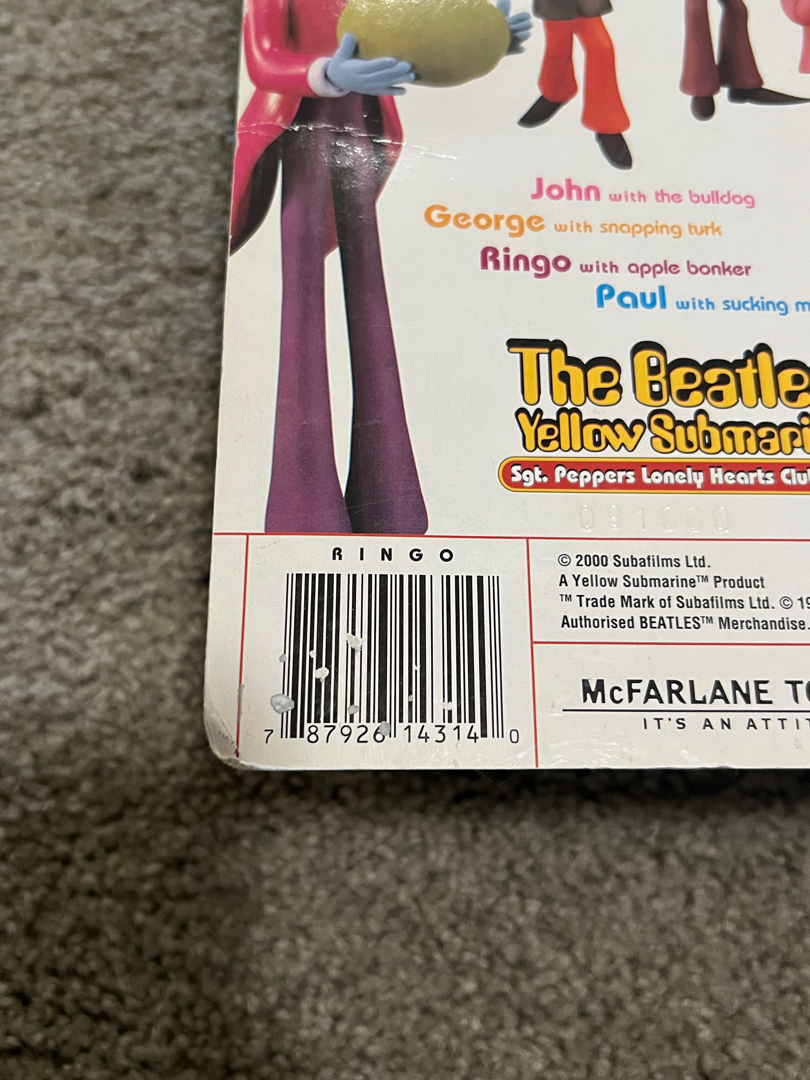 John with the bulldog
George with snapping turk
Ringo with apple bonker
Paul with sucking
The Beatle
Yellow Submari
Sgt. Peppers Lonely Hearts Clu
091000
RINGO
© 2000 Subafilms Ltd.
A Yellow Submarine™ Product
™ Trade Mark of Subafilms Ltd. © 19
Authorised BEATLES™ Merchandise.
McFARLANE TO
IT'S AN ATTIT
7 87926 14314 0